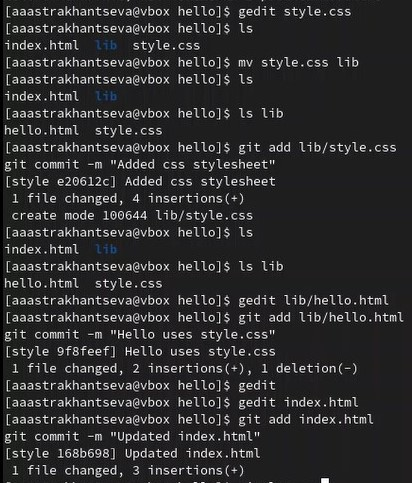 [aaastrakhantseva@vbox hello]$ gedit style.css
[aaastrakhantseva@vbox hello]$ ls
index.html  lib  style.css
[aaastrakhantseva@vbox hello]$ mv style.css lib
[aaastrakhantseva@vbox hello]$ ls
index.html  lib
[aaastrakhantseva@vbox hello]$ ls lib
hello.html  style.css
[aaastrakhantseva@vbox hello]$ git add lib/style.css
git commit -m "Added css stylesheet"
[style e20612c] Added css stylesheet
 1 file changed, 4 insertions(+)
 create mode 100644 lib/style.css
[aaastrakhantseva@vbox hello]$ ls
index.html  lib
[aaastrakhantseva@vbox hello]$ ls lib
hello.html  style.css
[aaastrakhantseva@vbox hello]$ gedit lib/hello.html
[aaastrakhantseva@vbox hello]$ git add lib/hello.html
git commit -m "Hello uses style.css"
[style 9f8feef] Hello uses style.css
 1 file changed, 2 insertions(+), 1 deletion(-)
[aaastrakhantseva@vbox hello]$ gedit
[aaastrakhantseva@vbox hello]$ gedit index.html
[aaastrakhantseva@vbox hello]$ git add index.html
git commit -m "Updated index.html"
[style 168b698] Updated index.html
 1 file changed, 3 insertions(+)